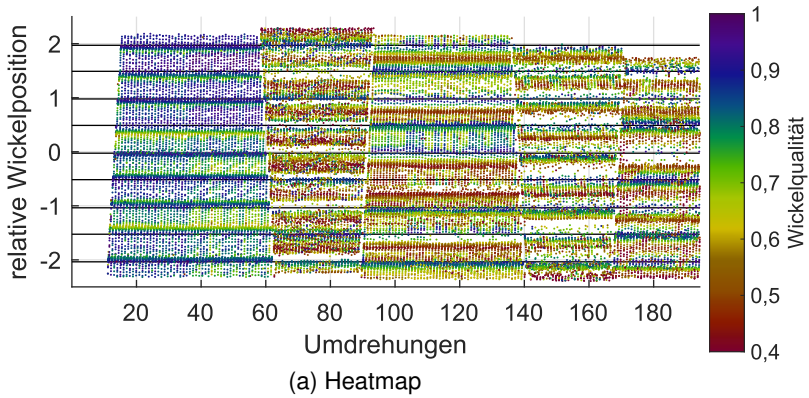 relative Wickelposition
2
1
0
-1
-2
20 40 60 80 100 120 140 160 180
Umdrehungen
1
0,9
0,8
0,7
0,6
0,5
0,4
Wickelqualität
(a) Heatmap